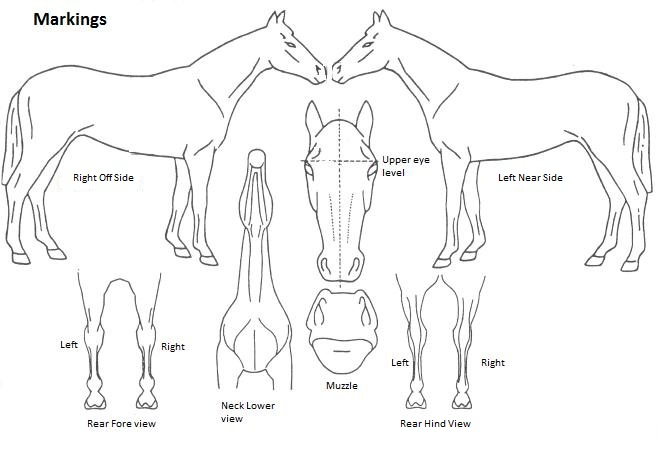 Markings
Upper eye
level
Right Off Side
Left Near Side
Left
Right
Left
Right
Muzzle
Neck Lower
view
Rear Fore view
Rear Hind View